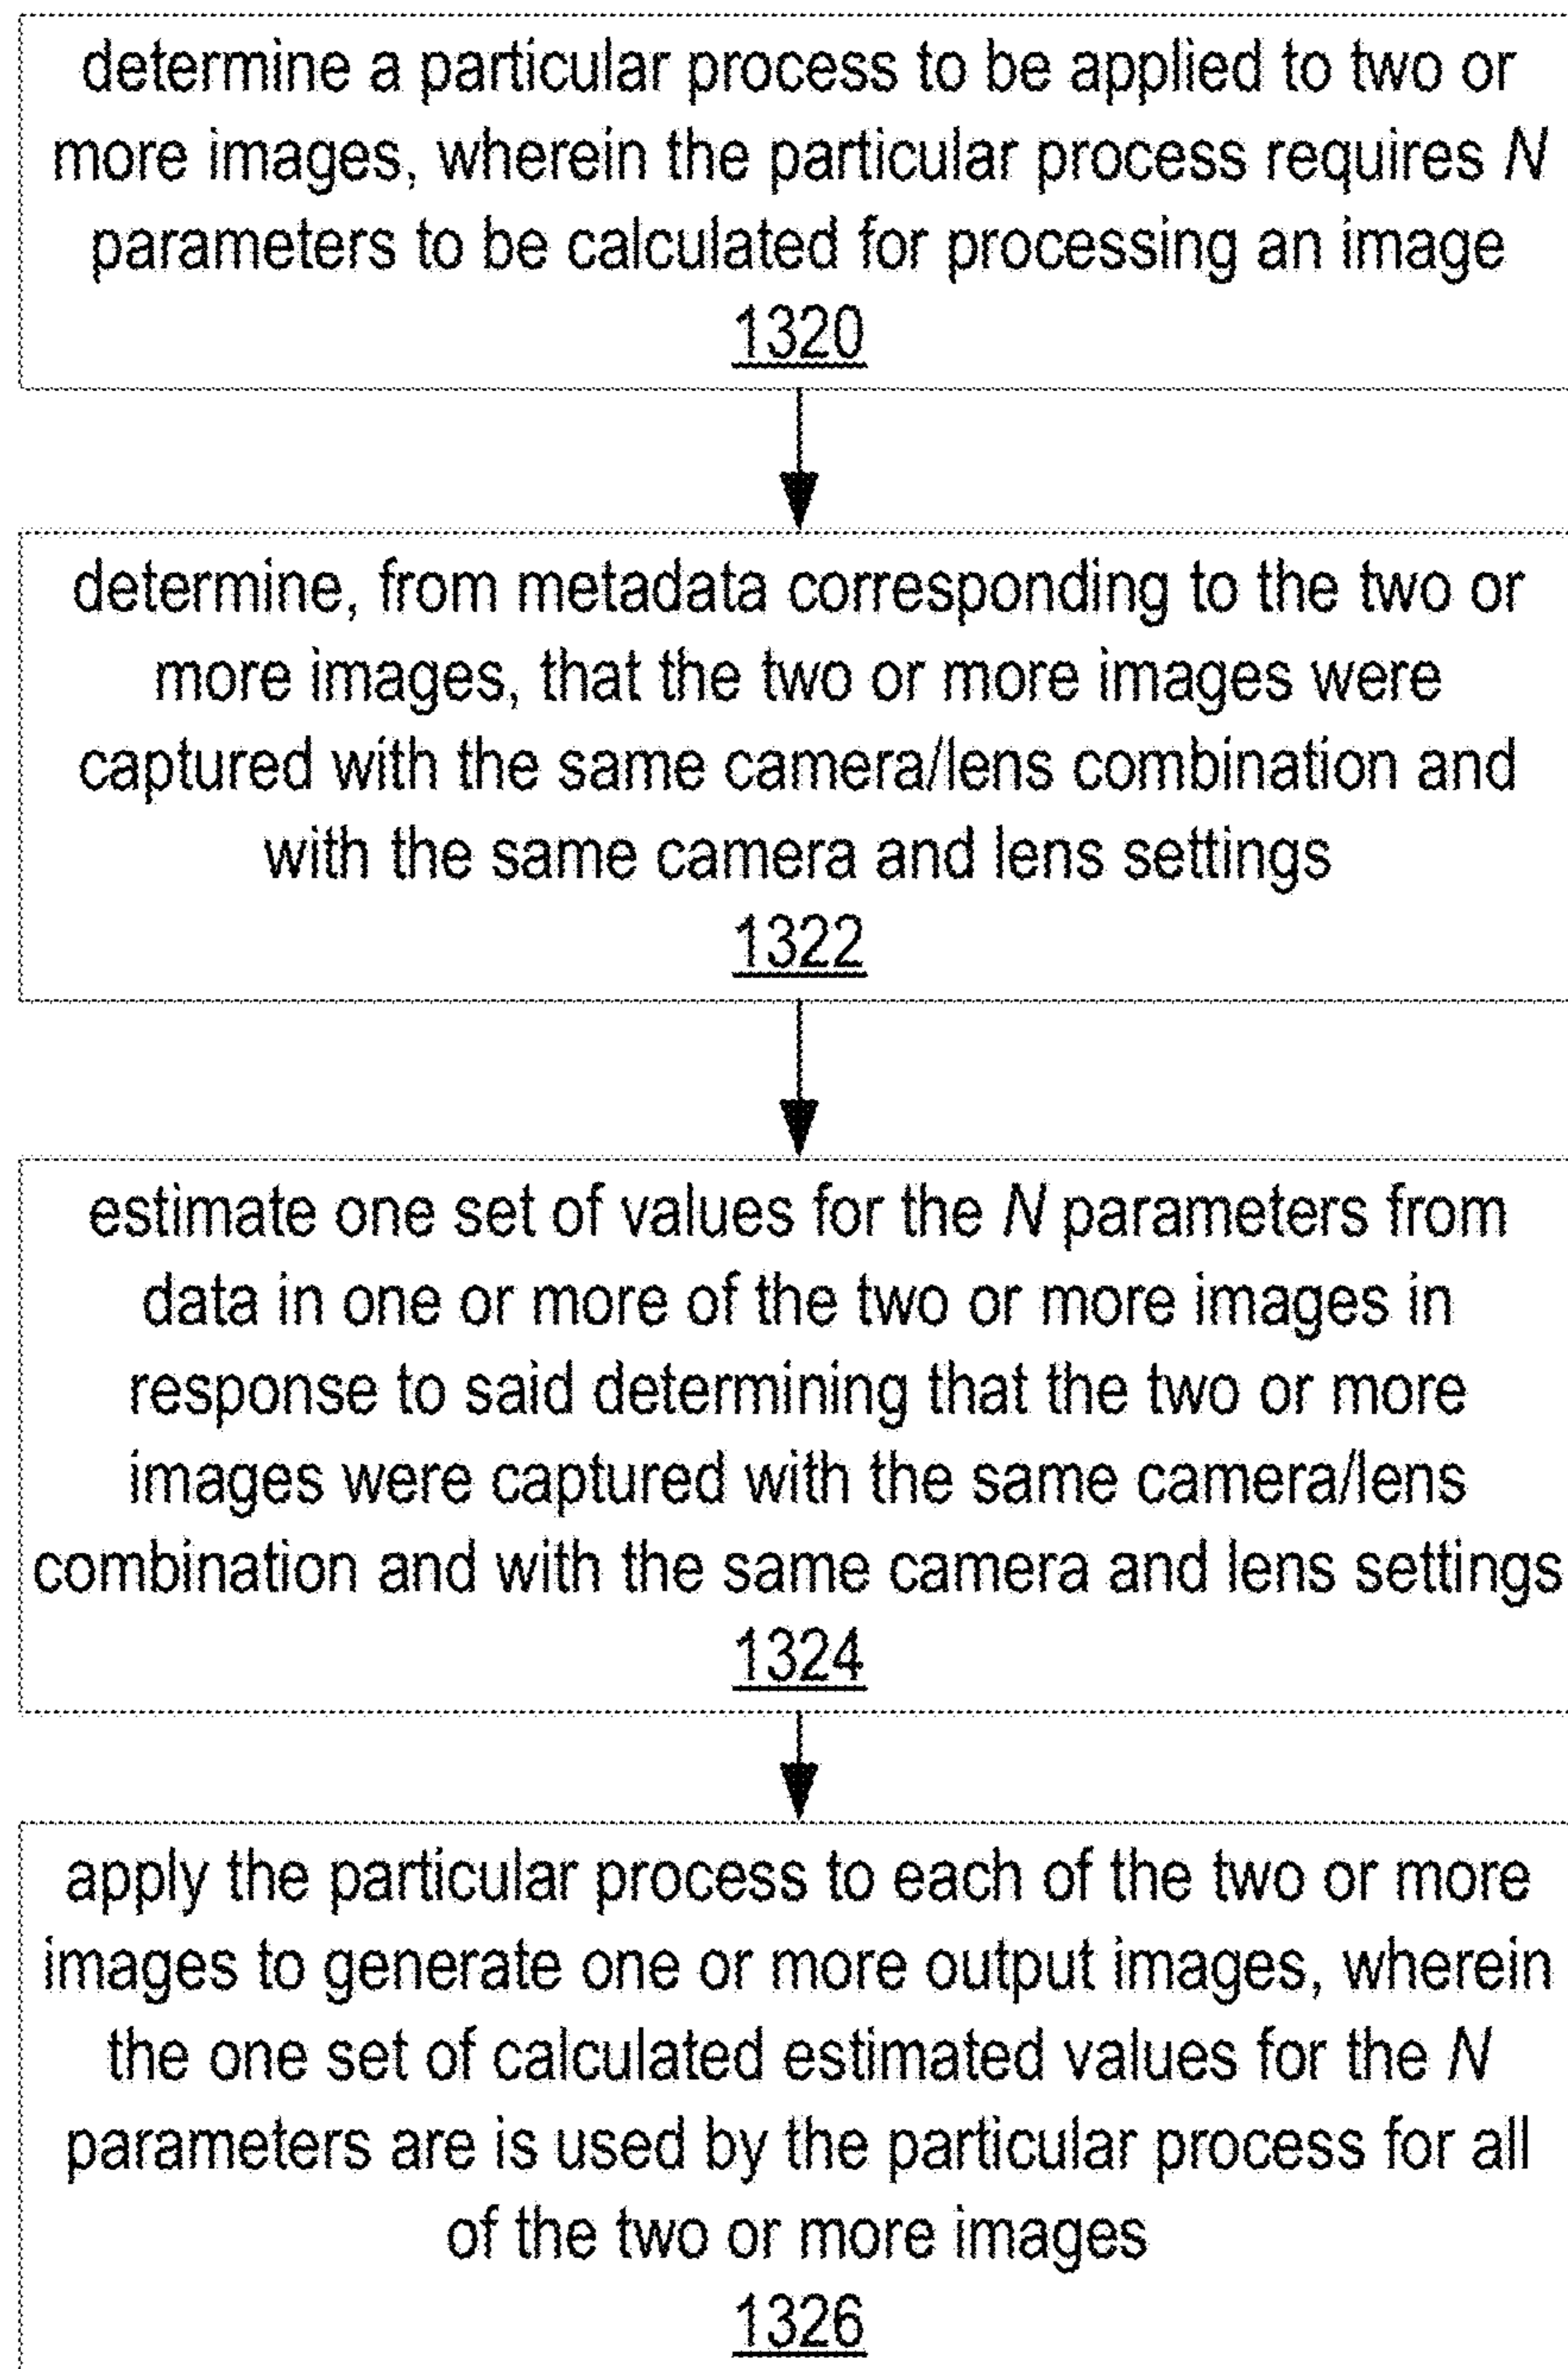 determine a particular process to be applied to two or
more images, wherein the particular process requires N
parameters to be calculated for processing an image
1320
determine, from metadata corresponding to the two or
more images, that the two or more images were
captured with the same camera/lens combination and
with the same camera and lens settings
1322
estimate one set of values for the N parameters from
data in one or more of the two or more images in
response to said determining that the two or more
images were captured with the same camera/lens
combination and with the same camera and lens settings
1324
apply the particular process to each of the two or more
images to generate one or more output images, wherein
the one set of calculated estimated values for the N
parameters are is used by the particular process for all
of the two or more images
1326